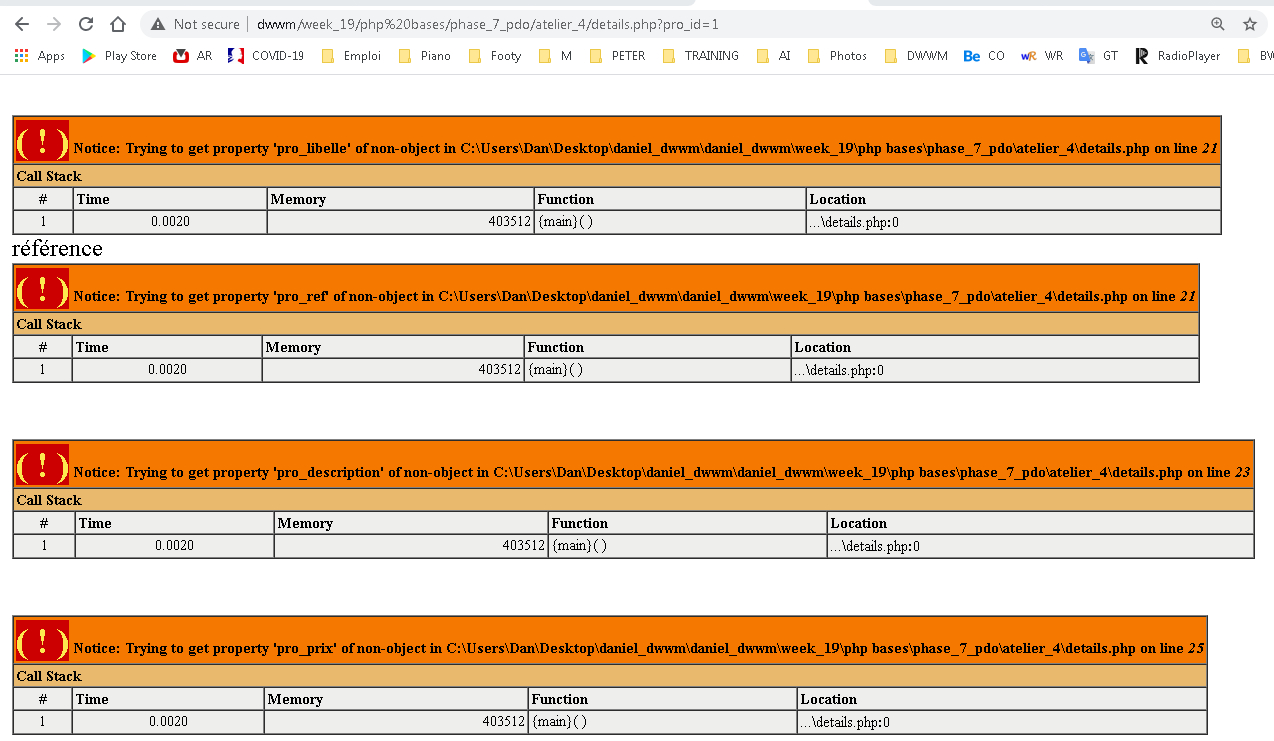 Not secure | dwwm/week_19/php%20bases/phase_7_pdo/atelier_4/details.php?pro_id=1
Apps Play Store AR COVID-19 Emploi Piano Footy M PETER TRAINING AI Photos DWWM Be CO wR WR GT R RadioPlayer BW
( ! ) Notice: Trying to get property 'pro_libelle' of non-object in C:\Users\Dan\Desktop\daniel_dwwm\daniel_dwwm\week_19\php bases\phase_7_pdo\atelier_4\details.php on line 21
Call Stack
# Time Memory Function Location
1 0.0020 403512 {main}( ) ...\details.php:0
référence
( ! ) Notice: Trying to get property 'pro_ref' of non-object in C:\Users\Dan\Desktop\daniel_dwwm\daniel_dwwm\week_19\php bases\phase_7_pdo\atelier_4\details.php on line 21
Call Stack
# Time Memory Function Location
1 0.0020 403512 {main}( ) ...\details.php:0
( ! ) Notice: Trying to get property 'pro_description' of non-object in C:\Users\Dan\Desktop\daniel_dwwm\daniel_dwwm\week_19\php bases\phase_7_pdo\atelier_4\details.php on line 23
Call Stack
# Time Memory Function Location
1 0.0020 403512 {main}( ) ...\details.php:0
( ! ) Notice: Trying to get property 'pro_prix' of non-object in C:\Users\Dan\Desktop\daniel_dwwm\daniel_dwwm\week_19\php bases\phase_7_pdo\atelier_4\details.php on line 25
Call Stack
# Time Memory Function Location
1 0.0020 403512 {main}( ) ...\details.php:0